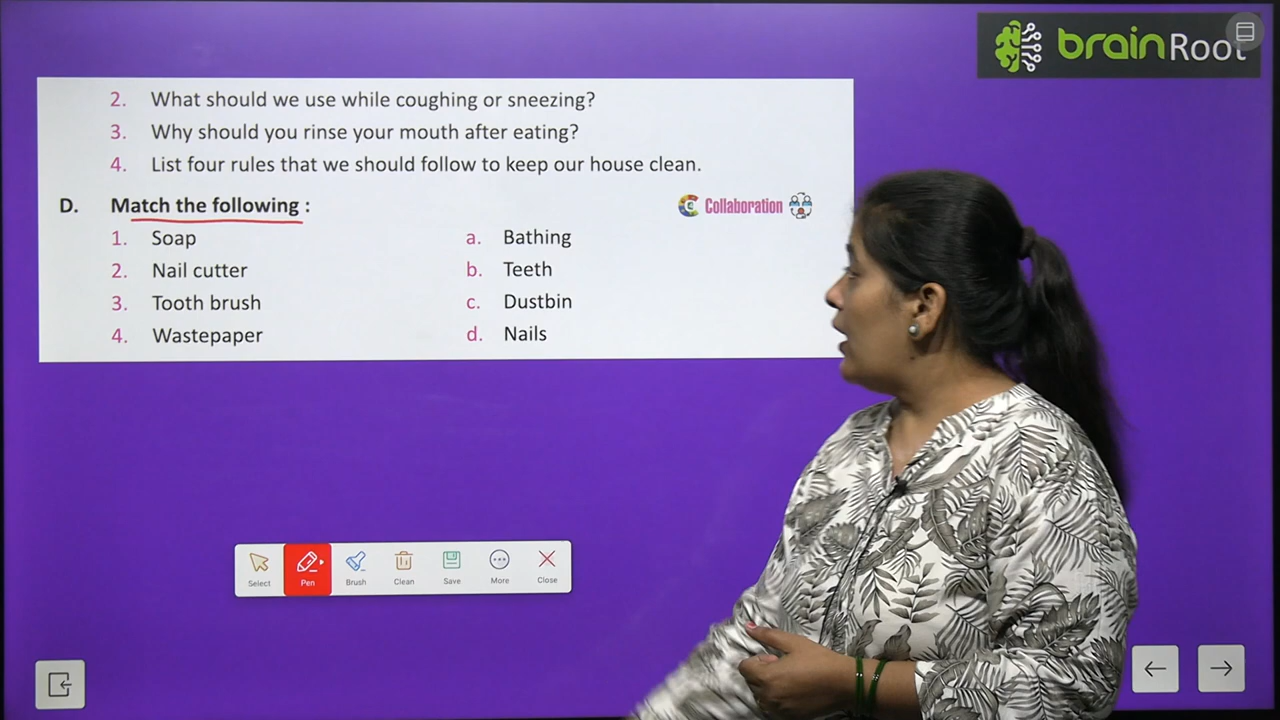 brainRoot
2. What should we use while coughing or sneezing?
3. Why should you rinse your mouth after eating?
4. List four rules that we should follow to keep our house clean.
D. Match the following :
Collaboration
1. Soap a. Bathing
2. Nail cutter b. Teeth
3. Tooth brush c. Dustbin
4. Wastepaper d. Nails
Select Pen Brush Clean Save More Close